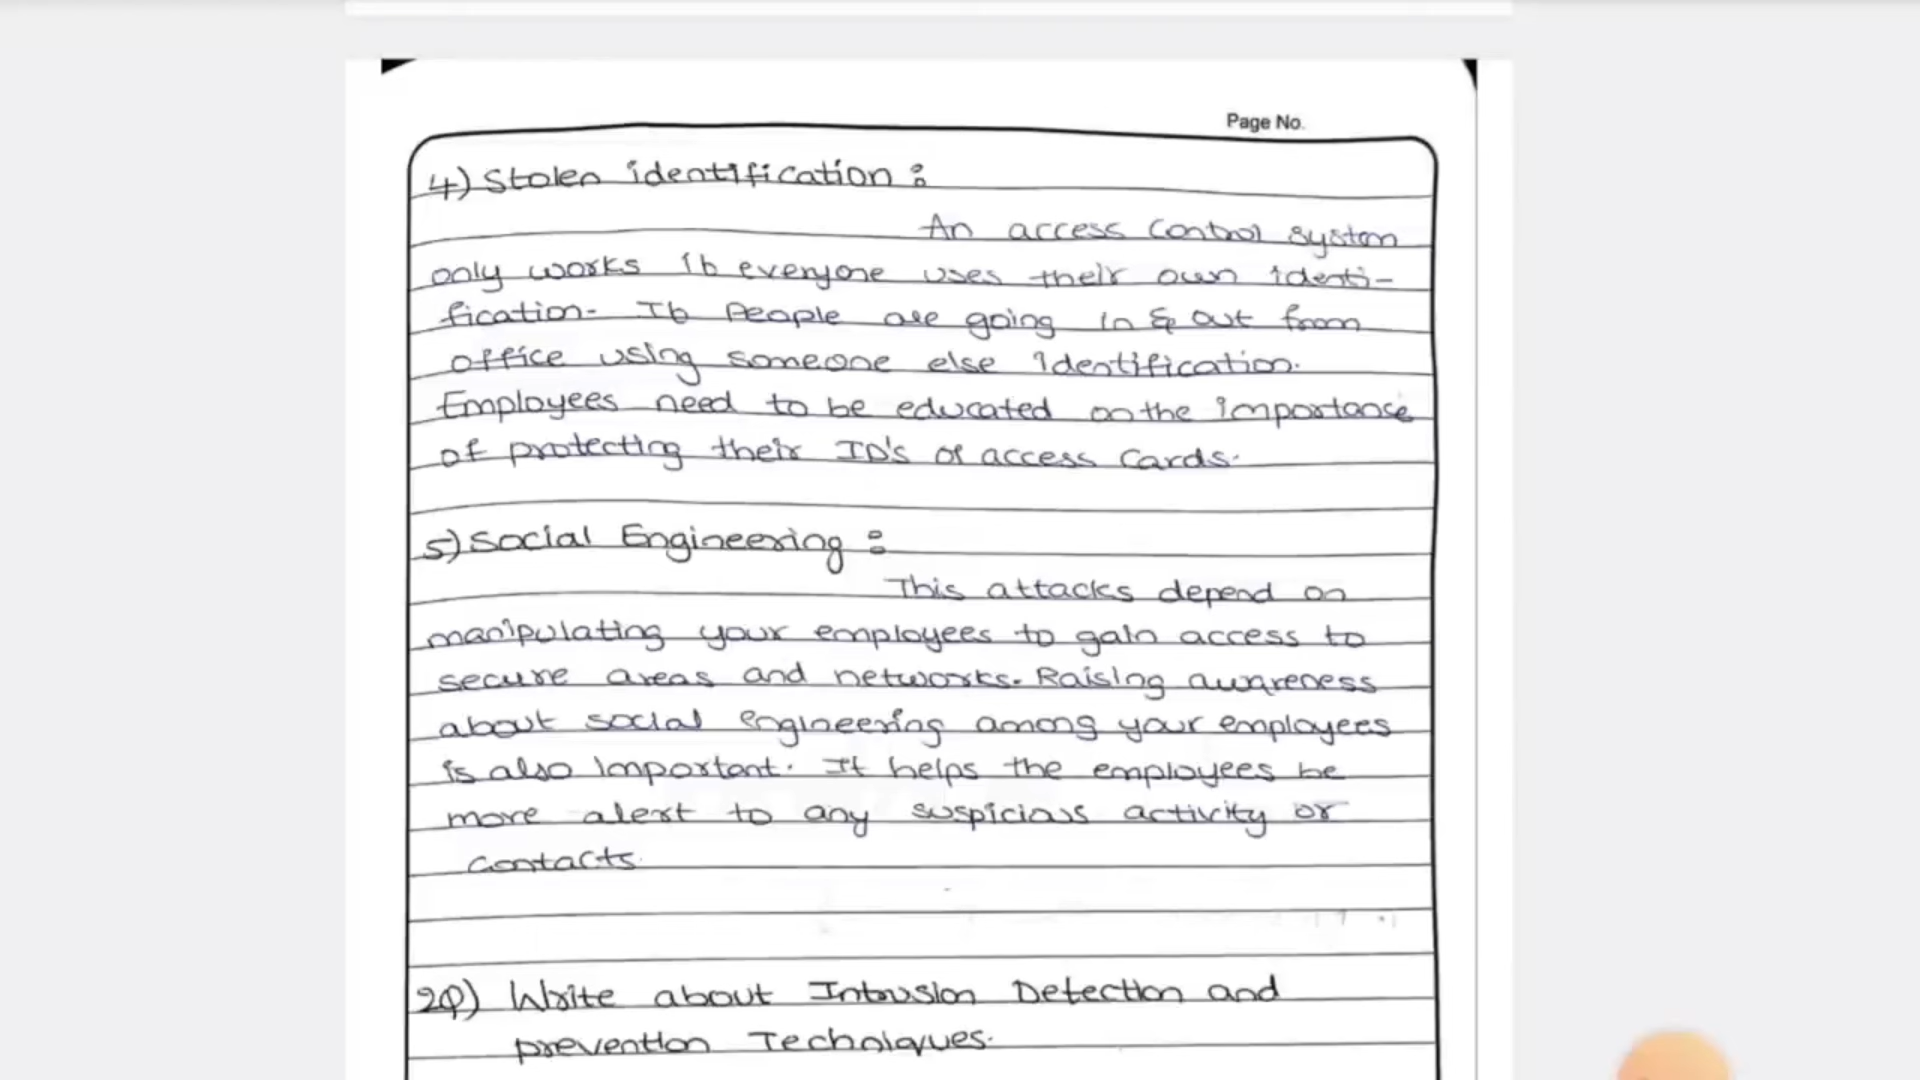 Page No.
4) Stolen identification :
An access control system
only works if everyone uses their own identi-
fication. If people are going in & out from
office using someone else identification.
Employees need to be educated on the importance
of protecting their ID's or access cards.
5) Social Engineering :
This attacks depend on
manipulating your employees to gain access to
secure areas and networks. Raising awareness
about social engineering among your employees
is also important. It helps the employees be
more alert to any suspicious activity or
contacts.
2Q) Write about Intrusion Detection and
prevention Techniques.